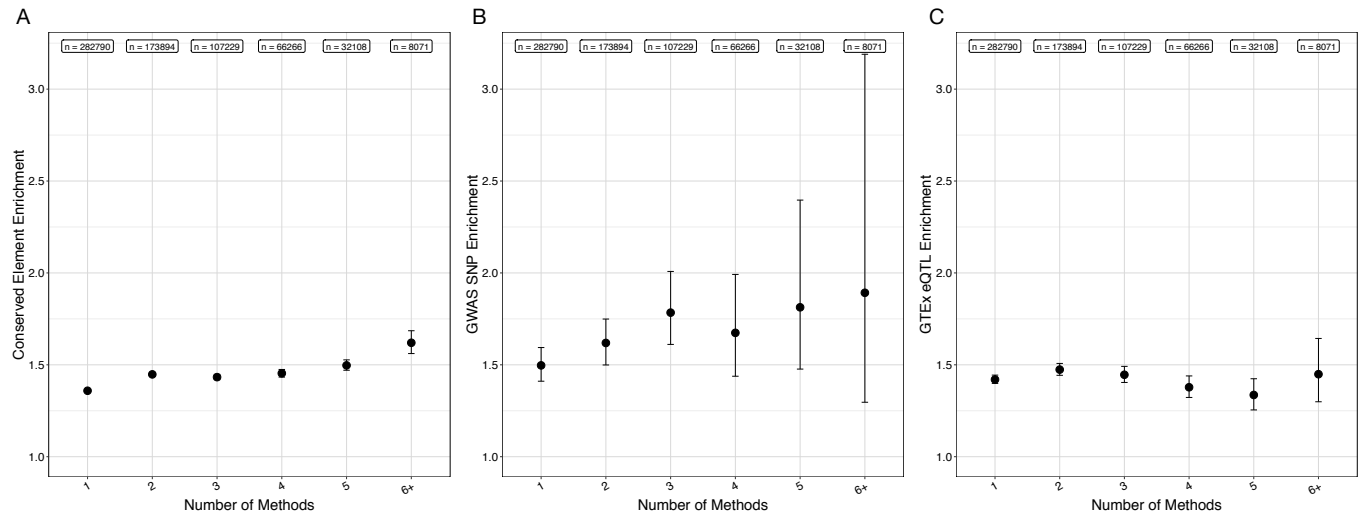 A
n = 282790
n = 173894
n = 107229
n = 66266
n = 32108
n = 8071
Conserved Element Enrichment
3.0
2.5
2.0
1.5
1.0
1
2
3
4
5
6+
Number of Methods
B
n = 282790
n = 173894
n = 107229
n = 66266
n = 32108
n = 8071
GWAS SNP Enrichment
3.0
2.5
2.0
1.5
1.0
1
2
3
4
5
6+
Number of Methods
C
n = 282790
n = 173894
n = 107229
n = 66266
n = 32108
n = 8071
GTEx eQTL Enrichment
3.0
2.5
2.0
1.5
1.0
1
2
3
4
5
6+
Number of Methods